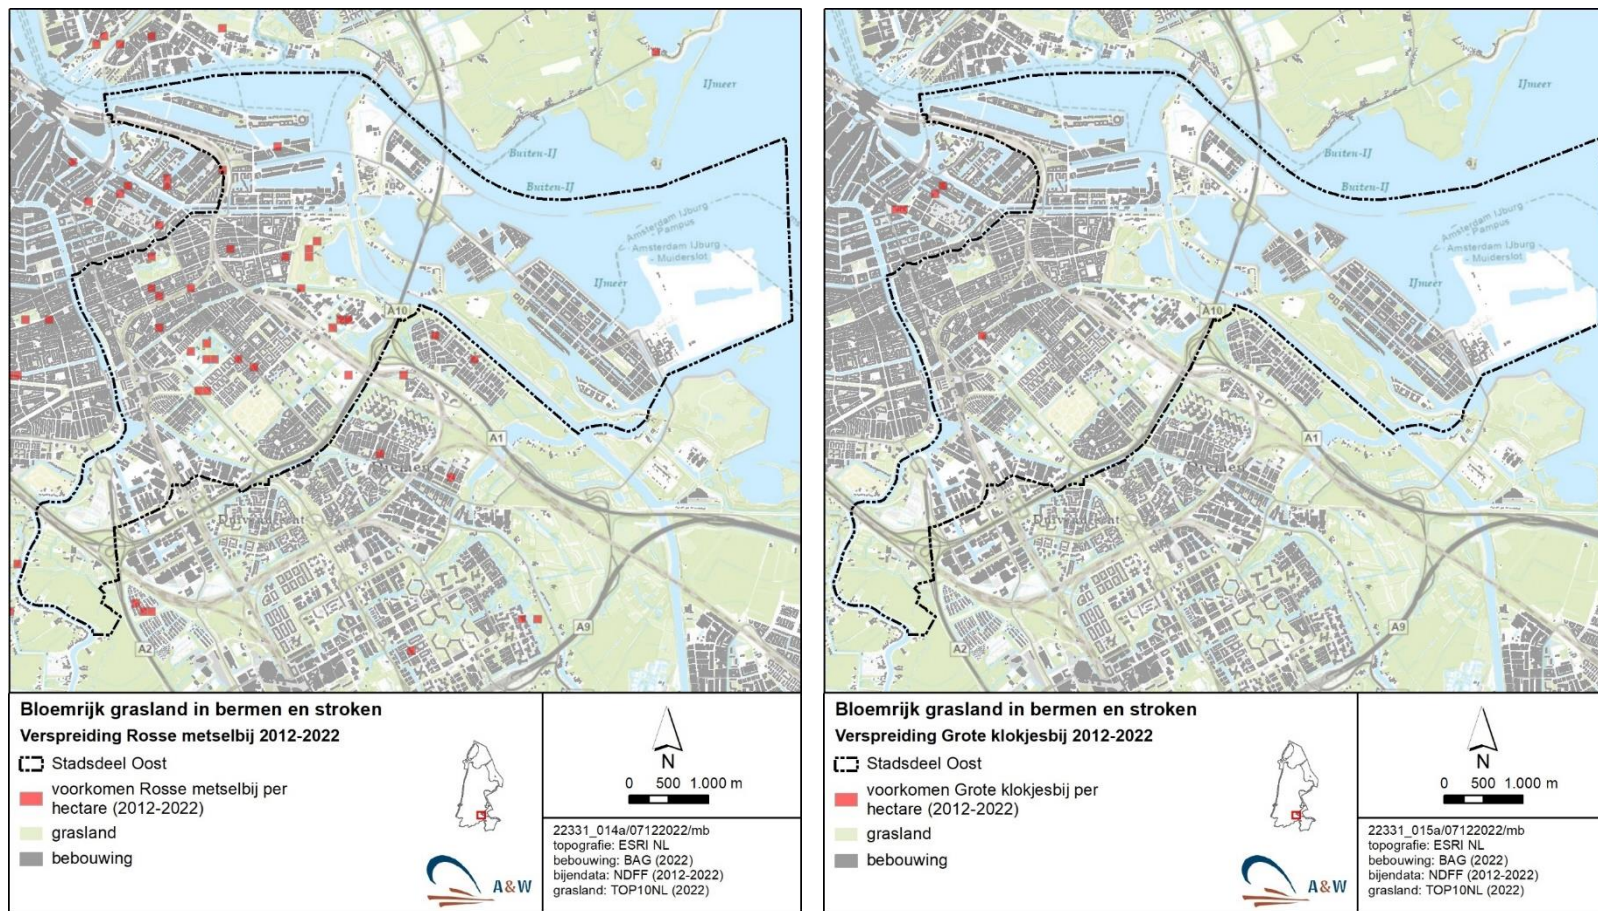 IJmeer
Buiten-IJ
Buiten-IJ
Amsterdam IJburg
- Pampus
Amsterdam IJburg
- Muiderslot
IJmeer
A10
A1
Diemen
Duivendrecht
A9
A2
Bloemrijk grasland in bermen en stroken
Verspreiding Rosse metselbij 2012-2022
Stadsdeel Oost
voorkomen Rosse metselbij per
hectare (2012-2022)
grasland
bebouwing
N
0 500 1.000 m
22331_014a/07122022/mb
topografie: ESRI NL
bebouwing: BAG (2022)
bijendata: NDFF (2012-2022)
grasland: TOP10NL (2022)
A&W
IJmeer
Buiten-IJ
Buiten-IJ
Amsterdam IJburg
- Pampus
Amsterdam IJburg
- Muiderslot
IJmeer
A10
A1
Diemen
Duivendrecht
A9
A2
Bloemrijk grasland in bermen en stroken
Verspreiding Grote klokjesbij 2012-2022
Stadsdeel Oost
voorkomen Grote klokjesbij per
hectare (2012-2022)
grasland
bebouwing
N
0 500 1.000 m
22331_015a/07122022/mb
topografie: ESRI NL
bebouwing: BAG (2022)
bijendata: NDFF (2012-2022)
grasland: TOP10NL (2022)
A&W